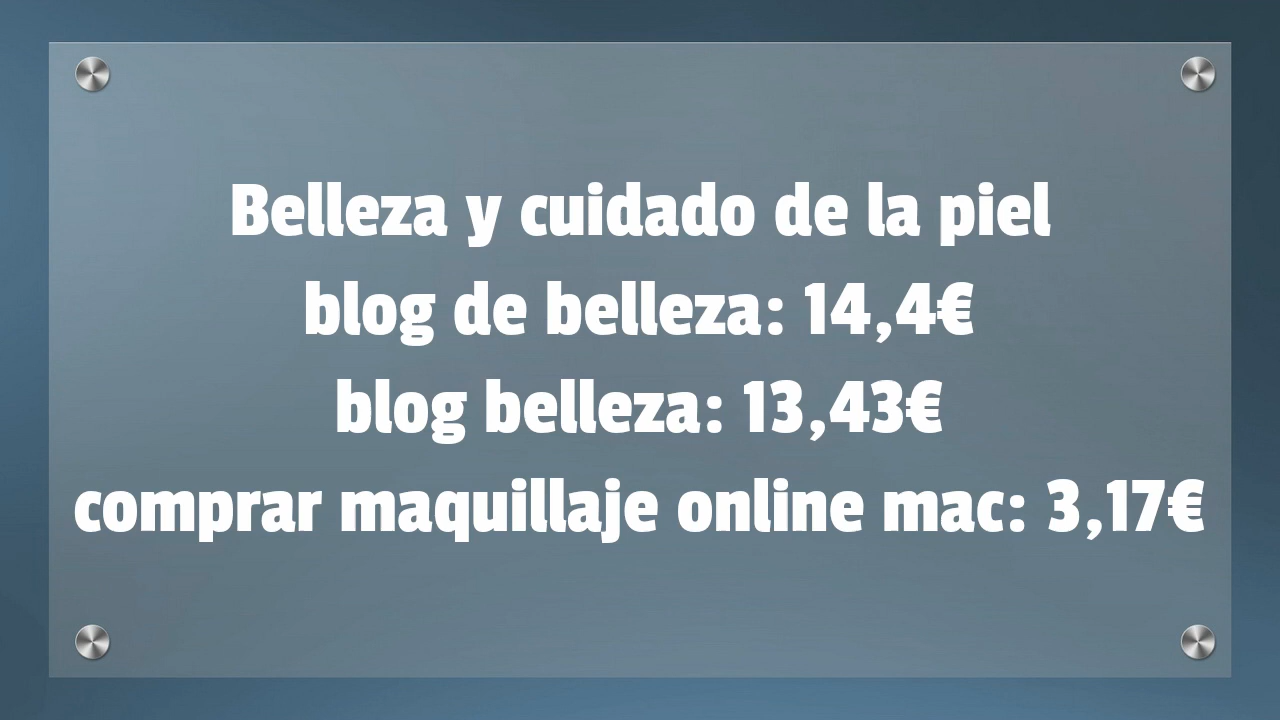 Belleza y cuidado de la piel
blog de belleza: 14,4€
blog belleza: 13,43€
comprar maquillaje online mac: 3,17€